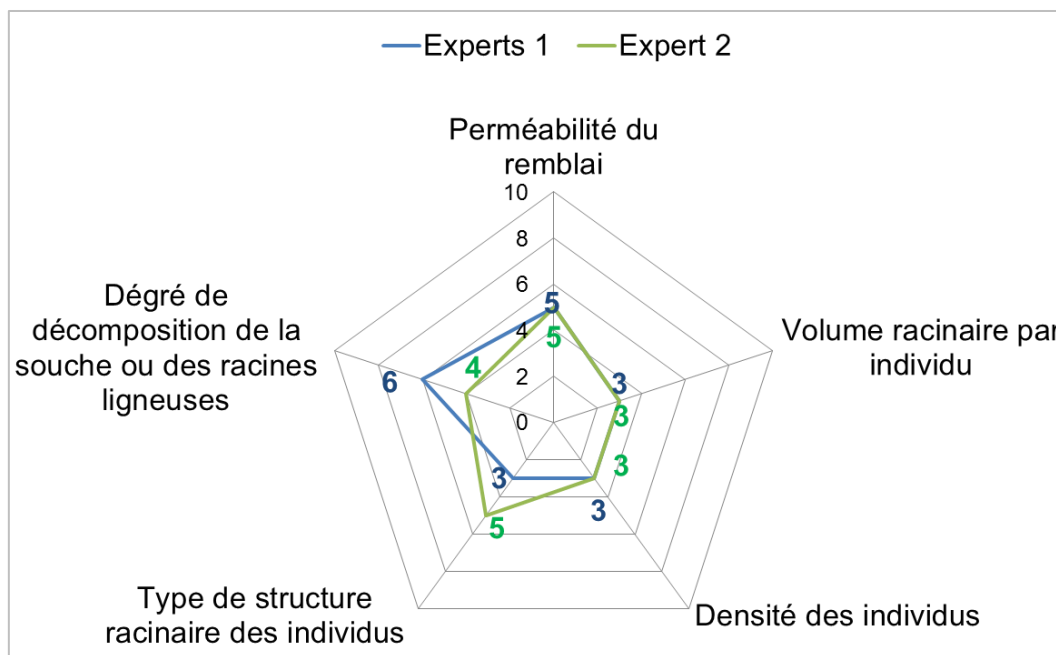 Experts 1 Expert 2
Perméabilité du
remblai
10
8
6
4
2
0
5
5
Volume racinaire par
individu
3
3
Densité des individus
3
3
Type de structure
racinaire des individus
3
5
Dégré de
décomposition de la
souche ou des racines
ligneuses
6
4